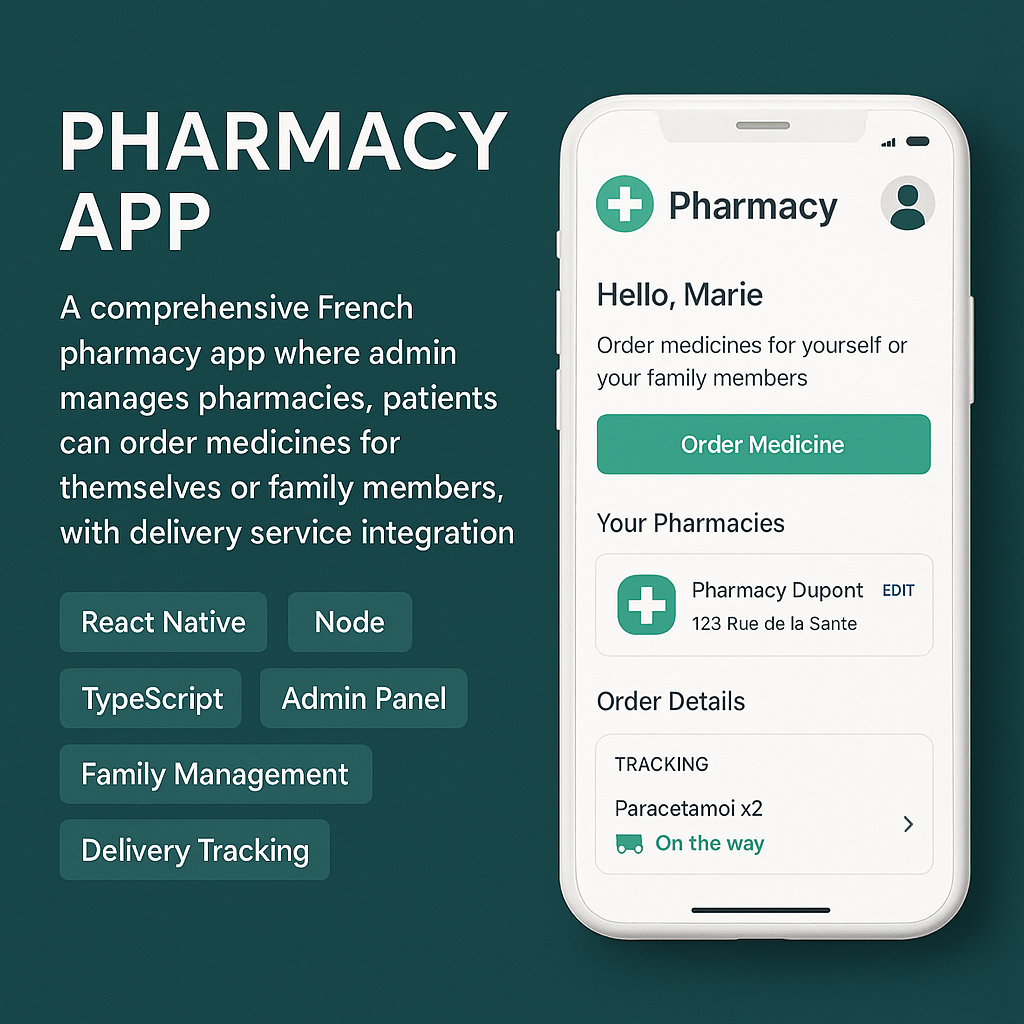 PHARMACY
APP
A comprehensive French
pharmacy app where admin
manages pharmacies, patients
can order medicines for
themselves or family members,
with delivery service integration
React Native
Node
TypeScript
Admin Panel
Family Management
Delivery Tracking
Pharmacy
Hello, Marie
Order medicines for yourself or
your family members
Order Medicine
Your Pharmacies
Pharmacy Dupont EDIT
123 Rue de la Sante
Order Details
TRACKING
Paracetamoi x2
On the way